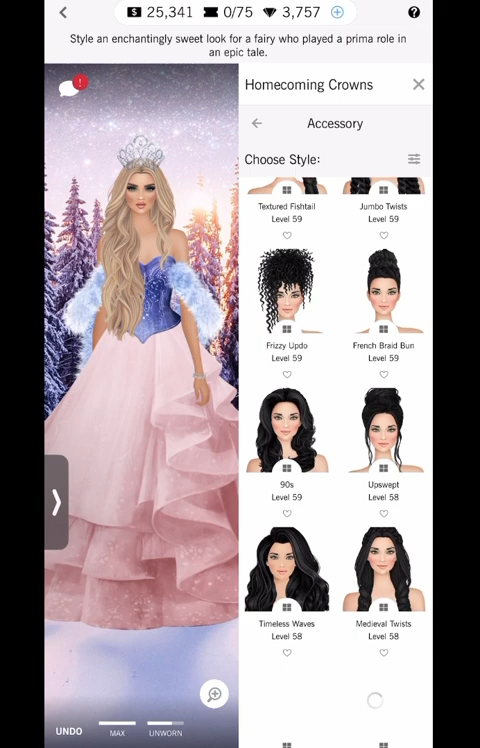 25,341 0/75 3,757
Style an enchantingly sweet look for a fairy who played a prima role in
an epic tale.
Homecoming Crowns
Accessory
Choose Style:
Textured Fishtail
Level 59
Jumbo Twists
Level 59
Frizzy Updo
Level 59
French Braid Bun
Level 59
90s
Level 59
Upswept
Level 58
Timeless Waves
Level 58
Medieval Twists
Level 58
UNDO
MAX
UNWORN